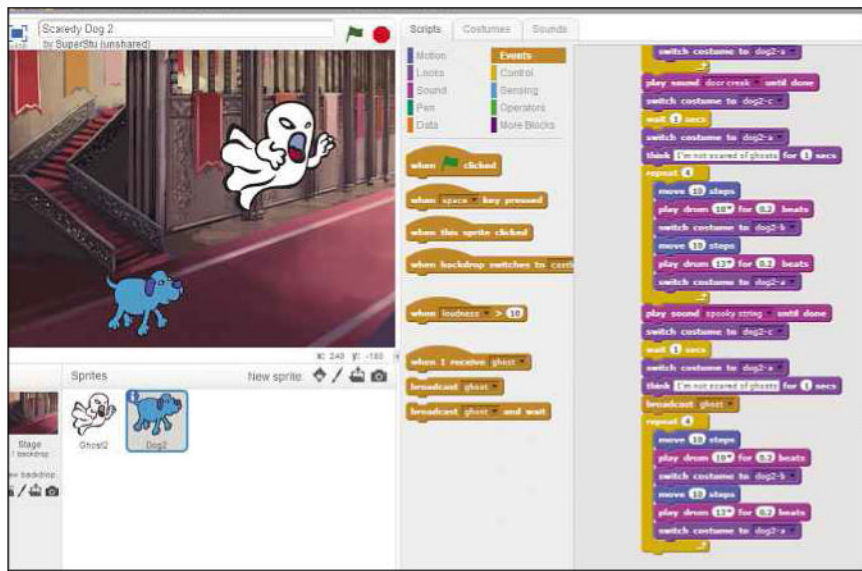 Scaredy Dog 2
by SuperStu (unshared)
x: 240 y: -180
Sprites
New sprite:
Ghost2
Dog2
Stage
1 backdrop
Scripts
Costumes
Sounds
Motion
Events
Looks
Control
Sound
Sensing
Pen
Operators
Data
More Blocks
when clicked
when space key pressed
when this sprite clicked
when backdrop switches to
when loudness > 10
when I receive ghost
broadcast ghost
broadcast ghost and wait
switch costume to dog2-a
play sound door creak until done
switch costume to dog2-c
wait 1 secs
switch costume to dog2-a
think I'm not scared of ghosts for 1 secs
repeat 4
move 10 steps
play drum 18 for 0.2 beats
switch costume to dog2-b
move 10 steps
play drum 13 for 0.2 beats
switch costume to dog2-a
play sound spooky string until done
switch costume to dog2-c
wait 1 secs
switch costume to dog2-a
think I'm not scared of ghosts for 1 secs
broadcast ghost
repeat 4
move 10 steps
play drum 18 for 0.2 beats
switch costume to dog2-b
move 10 steps
play drum 13 for 0.2 beats
switch costume to dog2-a